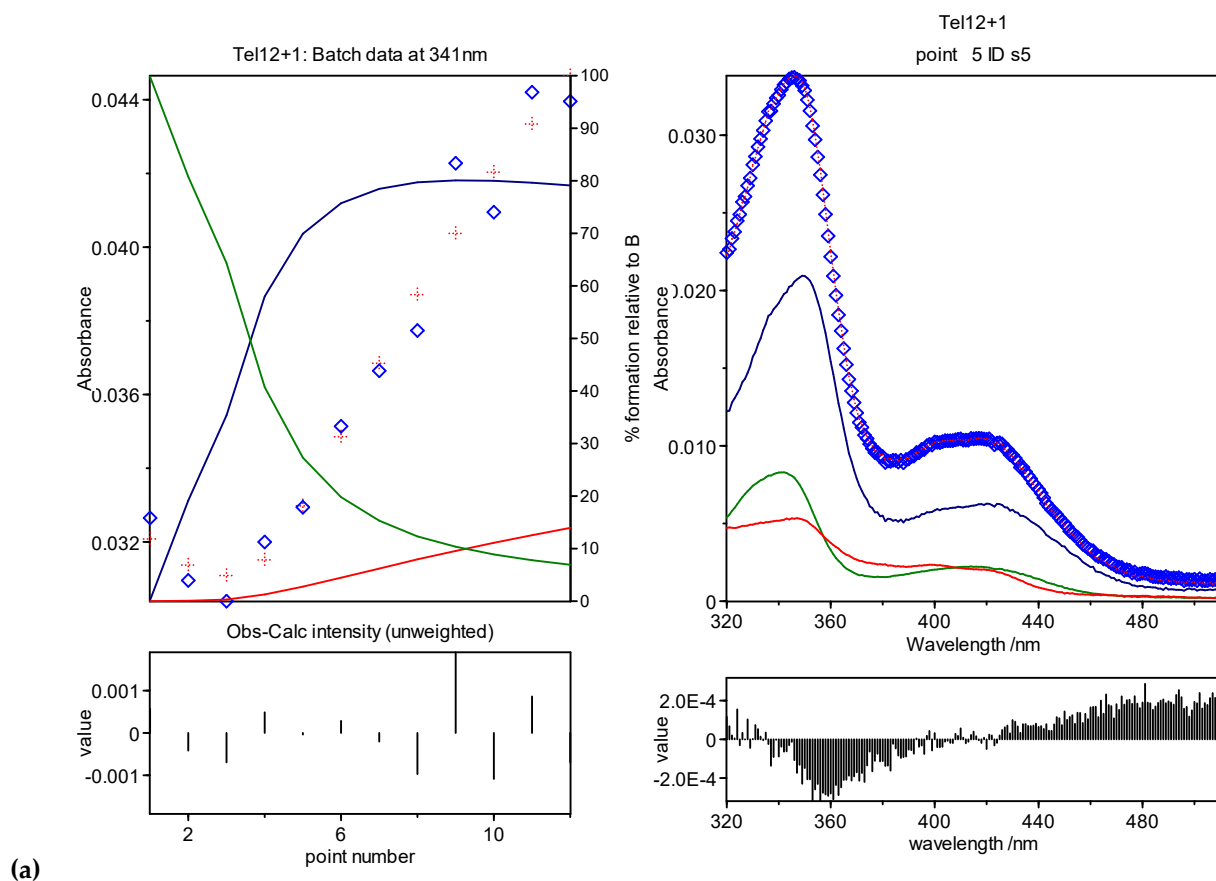 Tel12+1: Batch data at 341nm
Absorbance
0.044
0.040
0.036
0.032
100
90
80
70
60
50
40
30
20
10
0
% formation relative to B
Obs-Calc intensity (unweighted)
value
0.001
0
-0.001
2
6
10
point number
Tel12+1
point 5 ID s5
Absorbance
0.030
0.020
0.010
0
320
360
400
440
480
Wavelength /nm
value
2.0E-4
0
-2.0E-4
320
360
400
440
480
wavelength /nm
(a)